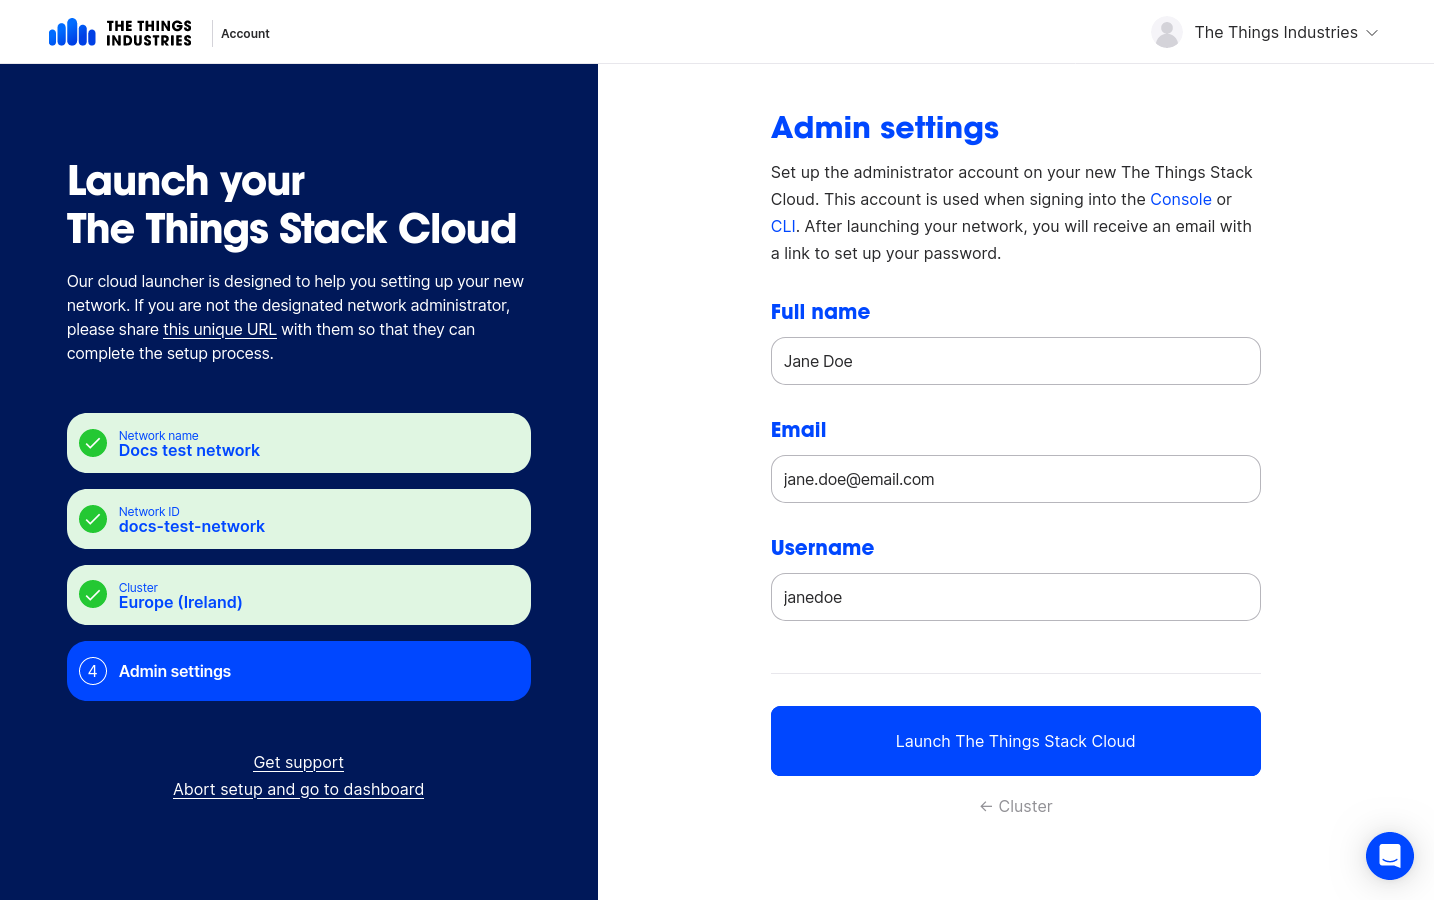 THE THINGS
INDUSTRIES
Account
The Things Industries
Launch your
The Things Stack Cloud
Our cloud launcher is designed to help you setting up your new
network. If you are not the designated network administrator,
please share this unique URL with them so that they can
complete the setup process.
Network name
Docs test network
Network ID
docs-test-network
Cluster
Europe (Ireland)
4 Admin settings
Get support
Abort setup and go to dashboard
Admin settings
Set up the administrator account on your new The Things Stack
Cloud. This account is used when signing into the Console or
CLI. After launching your network, you will receive an email with
a link to set up your password.
Full name
Jane Doe
Email
jane.doe@email.com
Username
janedoe
Launch The Things Stack Cloud
← Cluster